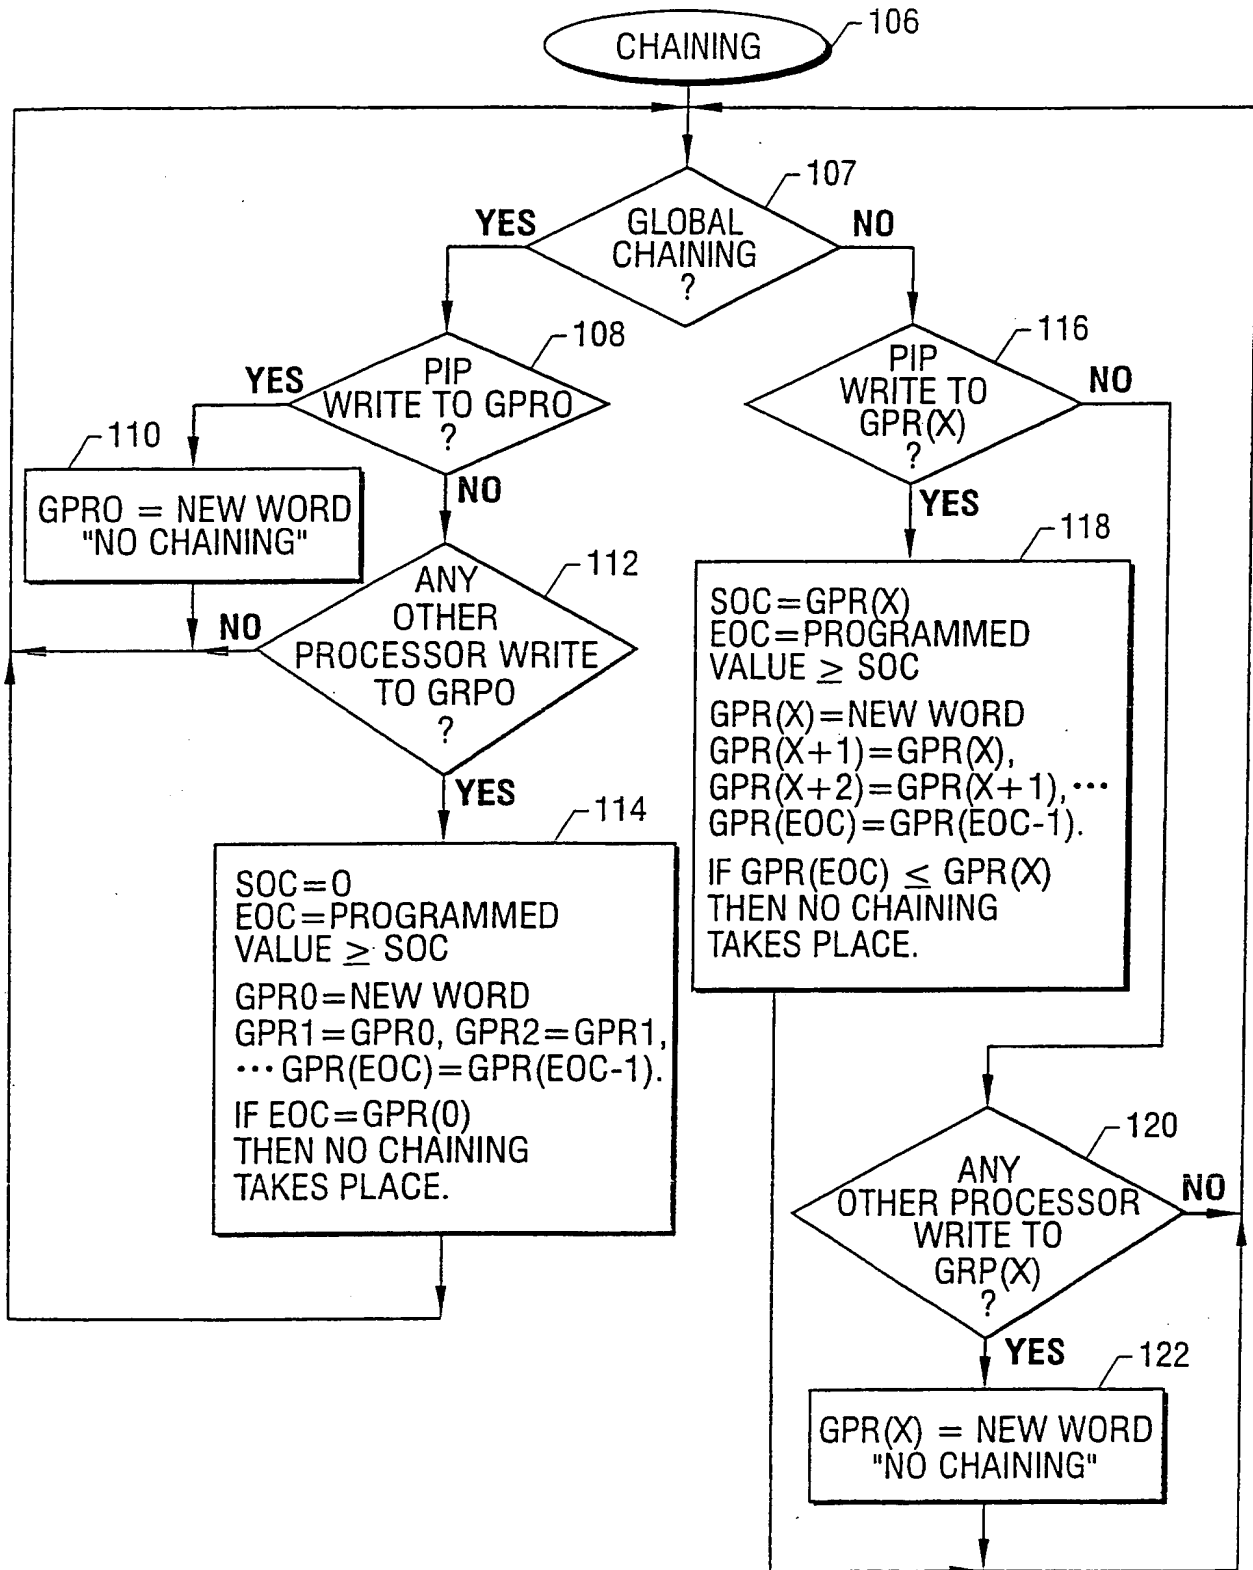 CHAINING
106
107
GLOBAL
CHAINING
?
YES
NO
108
PIP
WRITE TO GPRO
?
YES
NO
110
GPRO = NEW WORD
"NO CHAINING"
112
ANY
OTHER
PROCESSOR WRITE
TO GRPO
?
NO
YES
114
SOC=0
EOC=PROGRAMMED
VALUE ≥ SOC
GPR0=NEW WORD
GPR1=GPR0, GPR2=GPR1,
··· GPR(EOC)=GPR(EOC-1).
IF EOC=GPR(0)
THEN NO CHAINING
TAKES PLACE.
116
PIP
WRITE TO
GPR(X)
?
NO
YES
118
SOC=GPR(X)
EOC=PROGRAMMED
VALUE ≥ SOC
GPR(X)=NEW WORD
GPR(X+1)=GPR(X),
GPR(X+2)=GPR(X+1), ···
GPR(EOC)=GPR(EOC-1).
IF GPR(EOC) ≤ GPR(X)
THEN NO CHAINING
TAKES PLACE.
120
ANY
OTHER PROCESSOR
WRITE TO
GRP(X)
?
NO
YES
122
GPR(X) = NEW WORD
"NO CHAINING"